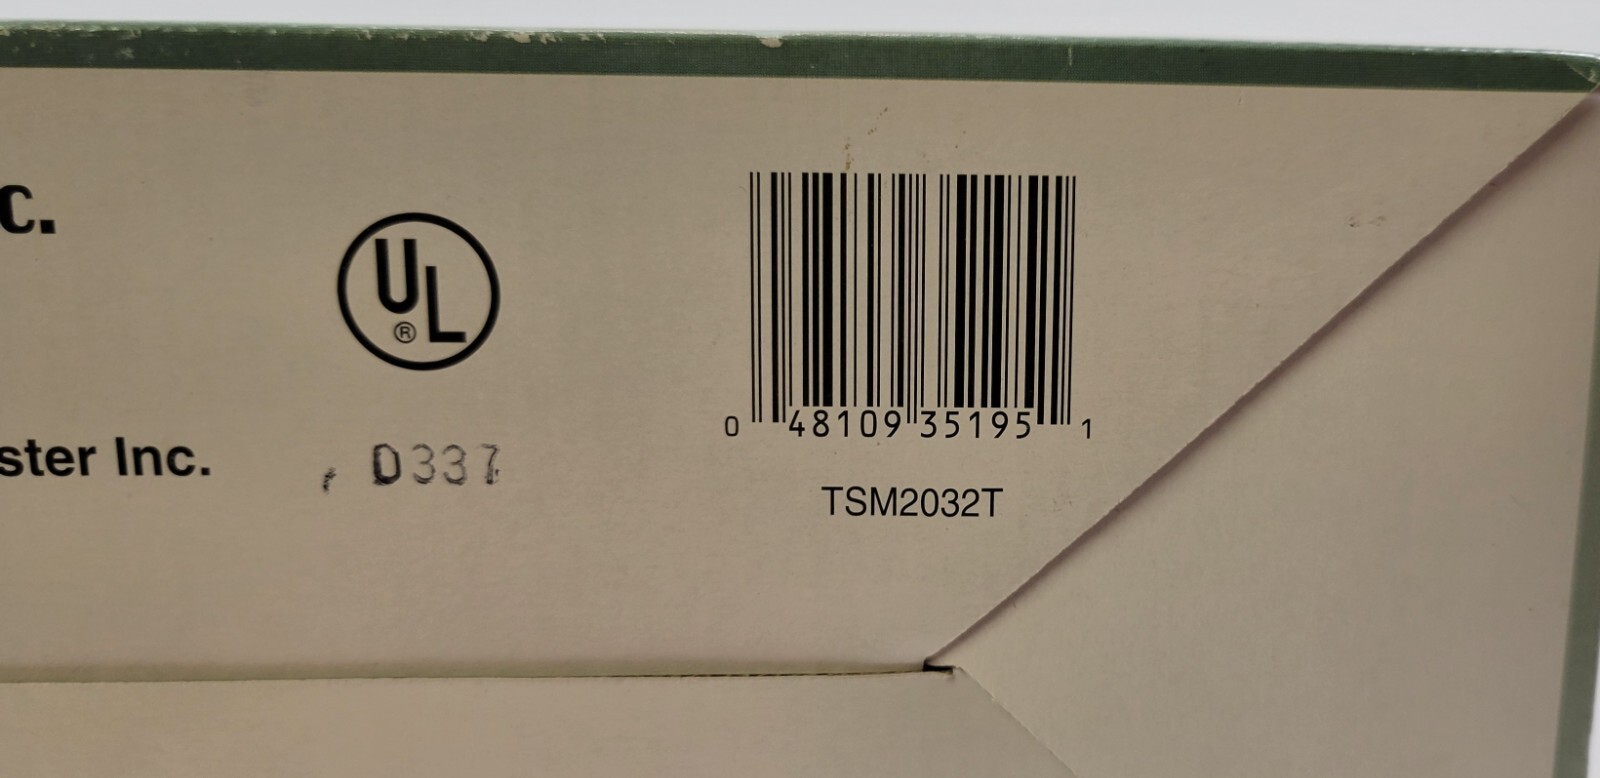 c.
UL
®
0 48109 35195 1
ster Inc.
D337
TSM2032T